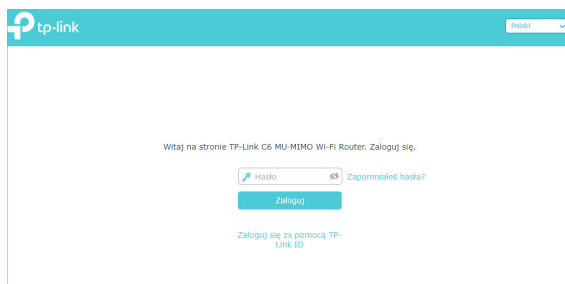 tp-link
Polski
Witaj na stronie TP-Link C6 MU-MIMO Wi-Fi Router. Zaloguj się.
Hasło
Zapomniałeś hasła?
Zaloguj
Zaloguj się za pomocą TP-
Link ID